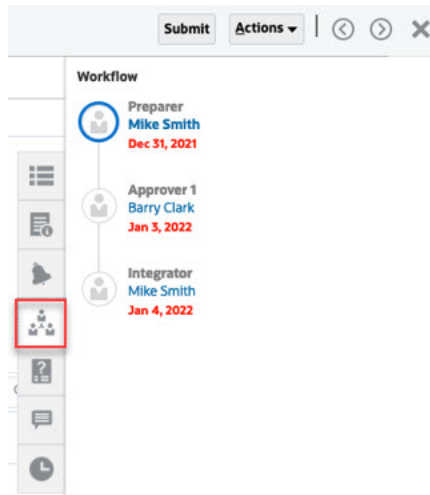 Submit Actions
Workflow
Preparer
Mike Smith
Dec 31, 2021
Approver 1
Barry Clark
Jan 3, 2022
Integrator
Mike Smith
Jan 4, 2022